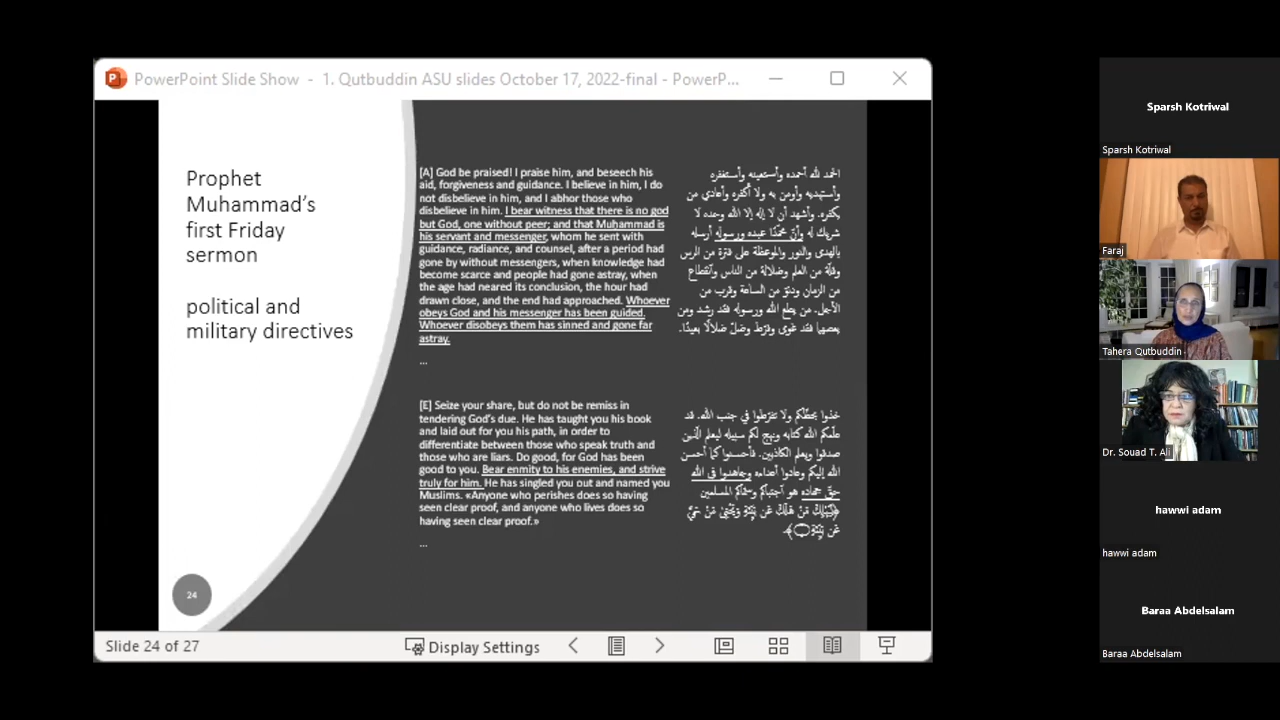 PowerPoint Slide Show - 1. Qutbuddin ASU slides October 17, 2022-final - PowerP...
Prophet
Muhammad's
first Friday
sermon
political and
military directives
[A] God be praised! I praise him, and beseech his
aid, forgiveness and guidance. I believe in him, I do
not disbelieve in him, and I abhor those who
disbelieve in him. I bear witness that there is no god
but God, one without peer; and that Muhammad is
his servant and messenger, whom he sent with
guidance, radiance, and counsel, after a period had
gone by without messengers, when knowledge had
become scarce and people had gone astray, when
the age had neared its conclusion, the hour had
drawn close, and the end had approached. Whoever
obeys God and his messenger has been guided.
Whoever disobeys them has sinned and gone far
astray.
...
الحمد لله أحمده وأستعينه وأستغفره
وأستهديه وأومن به ولا أكفره وأعادي من
يكفره. وأشهد أن لا إله إلا الله وحده لا
شريك له وأنّ محمّدًا عبده ورسوله أرسله
بالهدى والنور والموعظة على فترة من الرسل
وقلّة من العلم وضلالة من الناس وٱنقطاع
من الزمان ودنوّ من الساعة وقرب من
الأجل. من يطع الله ورسوله فقد رشد ومن
يعصهما فقد غوى وفرّط وضلّ ضلالًا بعيدًا.
[E] Seize your share, but do not be remiss in
tendering God's due. He has taught you his book
and laid out for you his path, in order to
differentiate between those who speak truth and
those who are liars. Do good, for God has been
good to you. Bear enmity to his enemies, and strive
truly for him. He has singled you out and named you
Muslims. «Anyone who perishes does so having
seen clear proof, and anyone who lives does so
having seen clear proof.»
...
خذوا بحظّكم ولا تفرّطوا في جنب الله. قد
علّمكم الله كتابه ونهج لكم سبيله ليعلم الّذين
صدقوا ويعلم الكاذبين. فأحسنوا كما أحسن
الله إليكم وعادوا أعداءه وجاهدوا في الله
حقّ جهاده هو ٱجتباكم وسمّاكم المسلمين
﴿لِّيَهْلِكَ مَنْ هَلَكَ عَن بَيِّنَةٍ وَيَحْيَىٰ مَنْ حَيَّ
عَن بَيِّنَةٍ﴾.
24
Slide 24 of 27
Display Settings
Sparsh Kotriwal
Sparsh Kotriwal
Faraj
Tahera Qutbuddin
Dr. Souad T. Ali
hawwi adam
hawwi adam
Baraa Abdelsalam
Baraa Abdelsalam